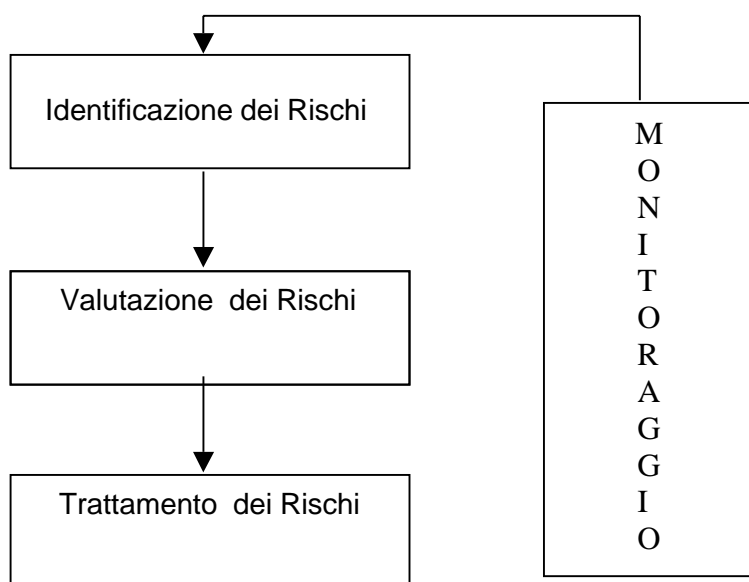 Identificazione dei Rischi
Valutazione dei Rischi
Trattamento dei Rischi
M
O
N
I
T
O
R
A
G
G
I
O